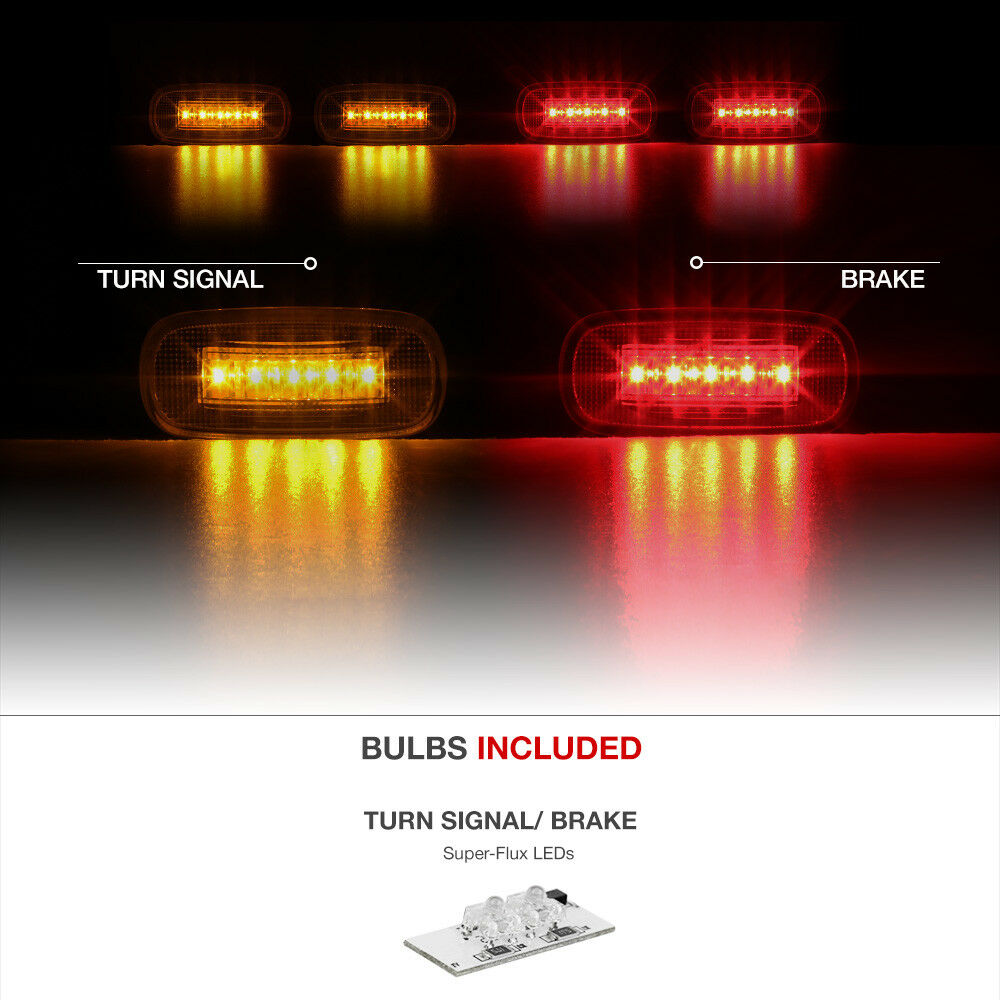 TURN SIGNAL
BRAKE
BULBS INCLUDED
TURN SIGNAL/ BRAKE
Super-Flux LEDs